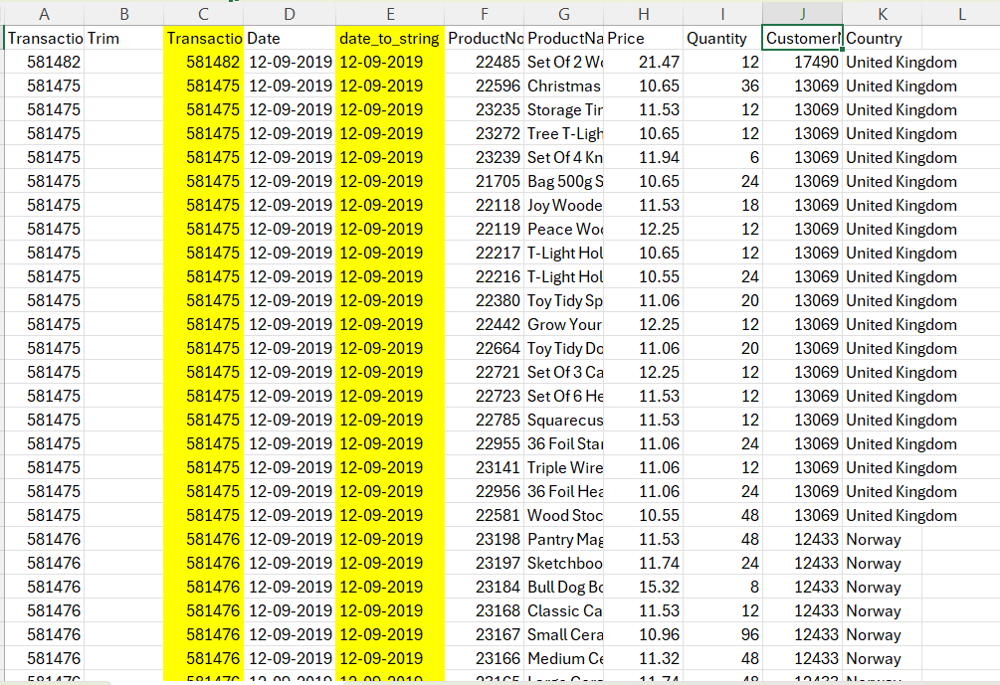 A B C D E F G H I J K L
Transactio Trim Transactio Date date_to_string ProductNo ProductNa Price Quantity Customer Country
581482 581482 12-09-2019 12-09-2019 22485 Set Of 2 Wo 21.47 12 17490 United Kingdom
581475 581475 12-09-2019 12-09-2019 22596 Christmas 10.65 36 13069 United Kingdom
581475 581475 12-09-2019 12-09-2019 23235 Storage Tin 11.53 12 13069 United Kingdom
581475 581475 12-09-2019 12-09-2019 23272 Tree T-Ligh 10.65 12 13069 United Kingdom
581475 581475 12-09-2019 12-09-2019 23239 Set Of 4 Kn 11.94 6 13069 United Kingdom
581475 581475 12-09-2019 12-09-2019 21705 Bag 500g S 10.65 24 13069 United Kingdom
581475 581475 12-09-2019 12-09-2019 22118 Joy Woode 11.53 18 13069 United Kingdom
581475 581475 12-09-2019 12-09-2019 22119 Peace Woo 12.25 12 13069 United Kingdom
581475 581475 12-09-2019 12-09-2019 22217 T-Light Hol 10.65 12 13069 United Kingdom
581475 581475 12-09-2019 12-09-2019 22216 T-Light Hol 10.55 24 13069 United Kingdom
581475 581475 12-09-2019 12-09-2019 22380 Toy Tidy Sp 11.06 20 13069 United Kingdom
581475 581475 12-09-2019 12-09-2019 22442 Grow Your 12.25 12 13069 United Kingdom
581475 581475 12-09-2019 12-09-2019 22664 Toy Tidy Do 11.06 20 13069 United Kingdom
581475 581475 12-09-2019 12-09-2019 22721 Set Of 3 Ca 12.25 12 13069 United Kingdom
581475 581475 12-09-2019 12-09-2019 22723 Set Of 6 He 11.53 12 13069 United Kingdom
581475 581475 12-09-2019 12-09-2019 22785 Squarecus 11.53 12 13069 United Kingdom
581475 581475 12-09-2019 12-09-2019 22955 36 Foil Star 11.06 24 13069 United Kingdom
581475 581475 12-09-2019 12-09-2019 23141 Triple Wire 11.06 12 13069 United Kingdom
581475 581475 12-09-2019 12-09-2019 22956 36 Foil Hea 11.06 24 13069 United Kingdom
581475 581475 12-09-2019 12-09-2019 22581 Wood Stoc 10.55 48 13069 United Kingdom
581476 581476 12-09-2019 12-09-2019 23198 Pantry Mag 11.53 48 12433 Norway
581476 581476 12-09-2019 12-09-2019 23197 Sketchboo 11.74 24 12433 Norway
581476 581476 12-09-2019 12-09-2019 23184 Bull Dog Bo 15.32 8 12433 Norway
581476 581476 12-09-2019 12-09-2019 23168 Classic Ca 11.53 12 12433 Norway
581476 581476 12-09-2019 12-09-2019 23167 Small Cera 10.96 96 12433 Norway
581476 581476 12-09-2019 12-09-2019 23166 Medium Ce 11.32 48 12433 Norway